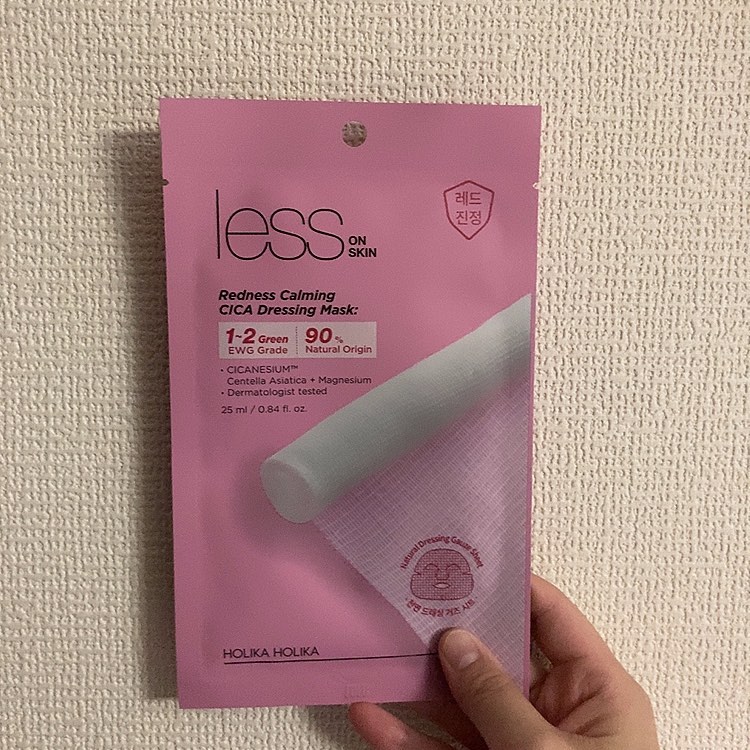 less ON
SKIN
레드
진정
Redness Calming
CICA Dressing Mask:
1~2 Green
EWG Grade
90 %
Natural Origin
· CICANESIUM™
Centella Asiatica + Magnesium
· Dermatologist tested
25 ml / 0.84 fl. oz.
Natural Dressing Gauze Sheet
· 천연 드레싱 거즈 시트 ·
HOLIKA HOLIKA